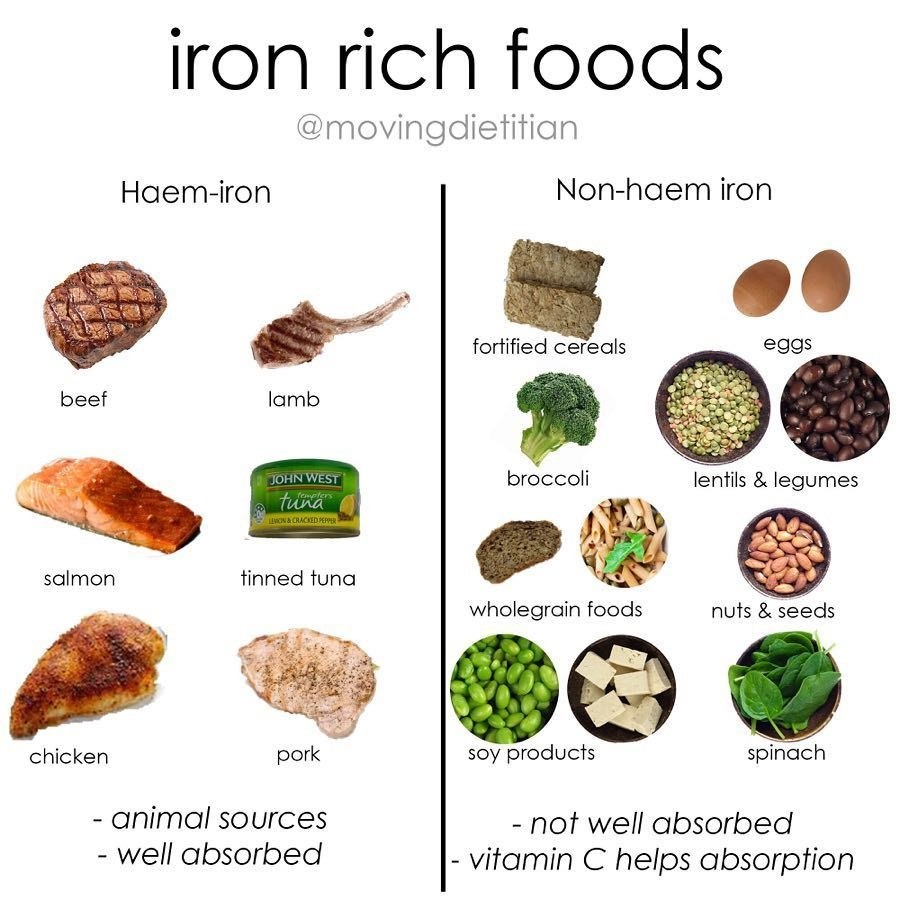 iron rich foods
@movingdietitian
Haem-iron
beef
lamb
salmon
JOHN WEST
tempters
tuna
LEMON & CRACKED PEPPER
tinned tuna
chicken
pork
- animal sources
- well absorbed
Non-haem iron
fortified cereals
eggs
broccoli
lentils & legumes
wholegrain foods
nuts & seeds
soy products
spinach
- not well absorbed
- vitamin C helps absorption